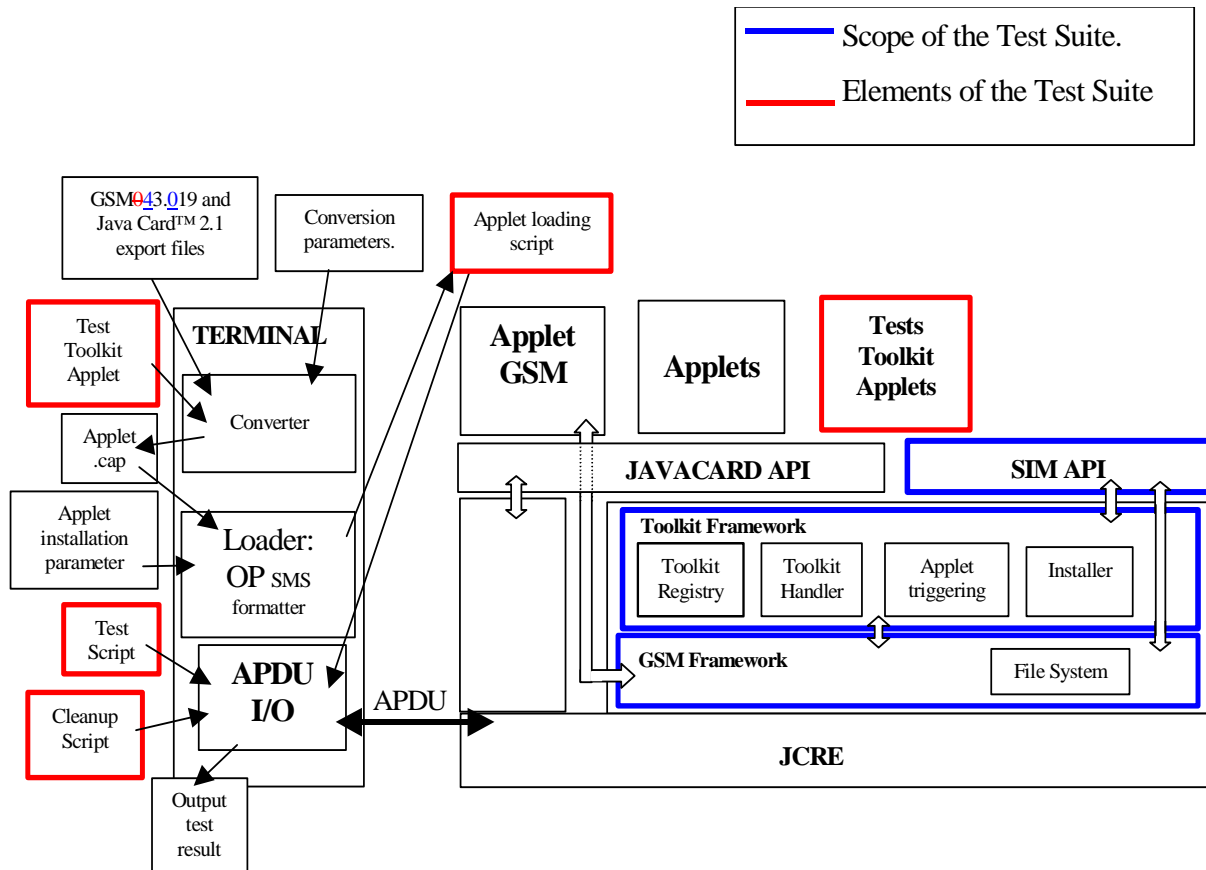 Scope of the Test Suite.
Elements of the Test Suite
GSM043.019 and
Java Card™ 2.1
export files
Conversion
parameters.
Applet loading
script
Test
Toolkit
Applet
TERMINAL
Converter
Applet
.cap
Applet
installation
parameter
Loader:
OP SMS
formatter
Test
Script
APDU
I/O
Cleanup
Script
Output
test
result
APDU
Applet
GSM
Applets
Tests
Toolkit
Applets
JAVACARD API
SIM API
Toolkit Framework
Toolkit
Registry
Toolkit
Handler
Applet
triggering
Installer
GSM Framework
File System
JCRE